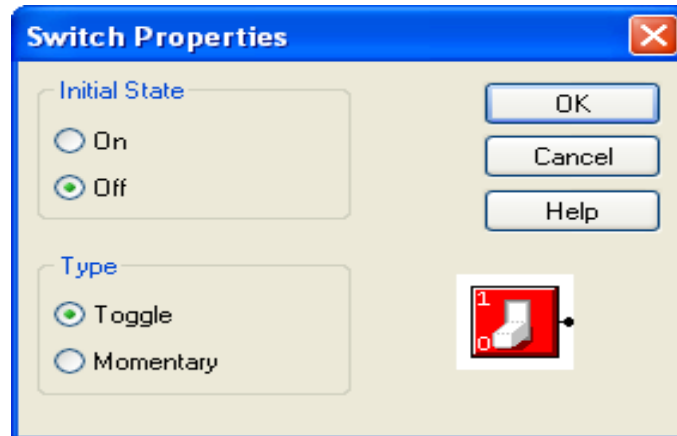 Switch Properties
Initial State
On
Off
OK
Cancel
Help
Type
Toggle
Momentary
1
0